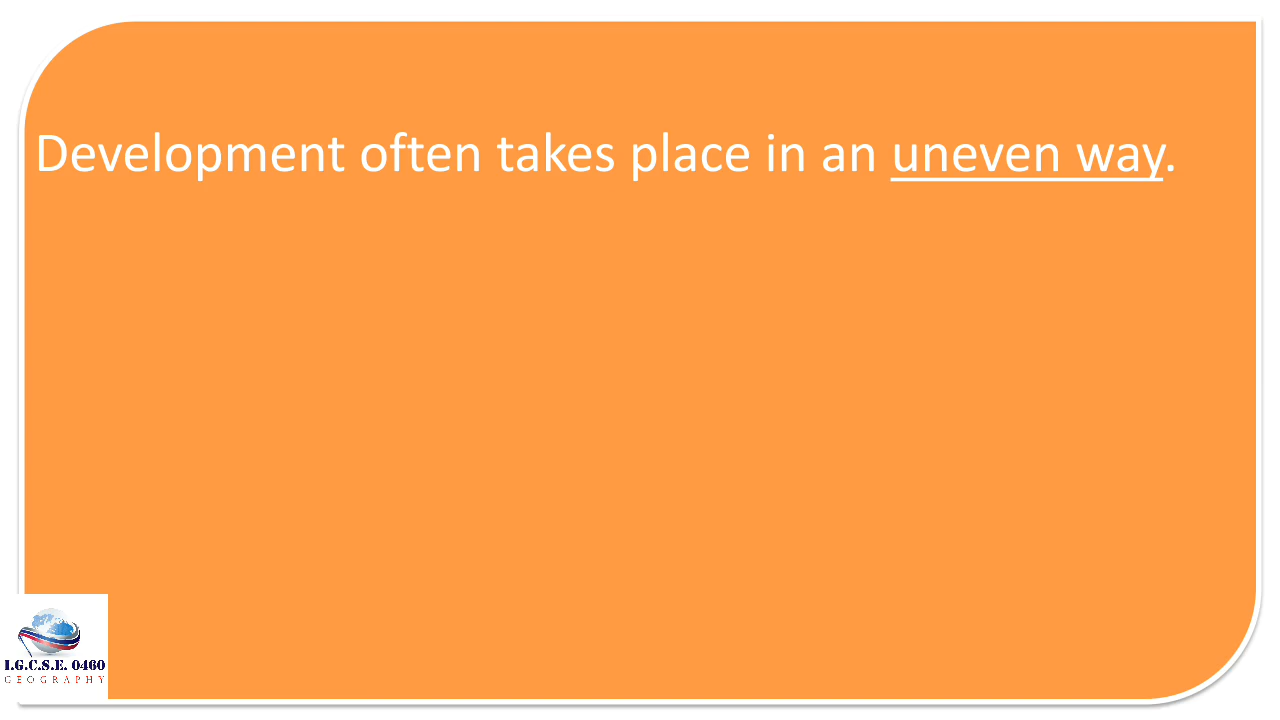 Development often takes place in an uneven way.
I.G.C.S.E. 0460
GEOGRAPHY